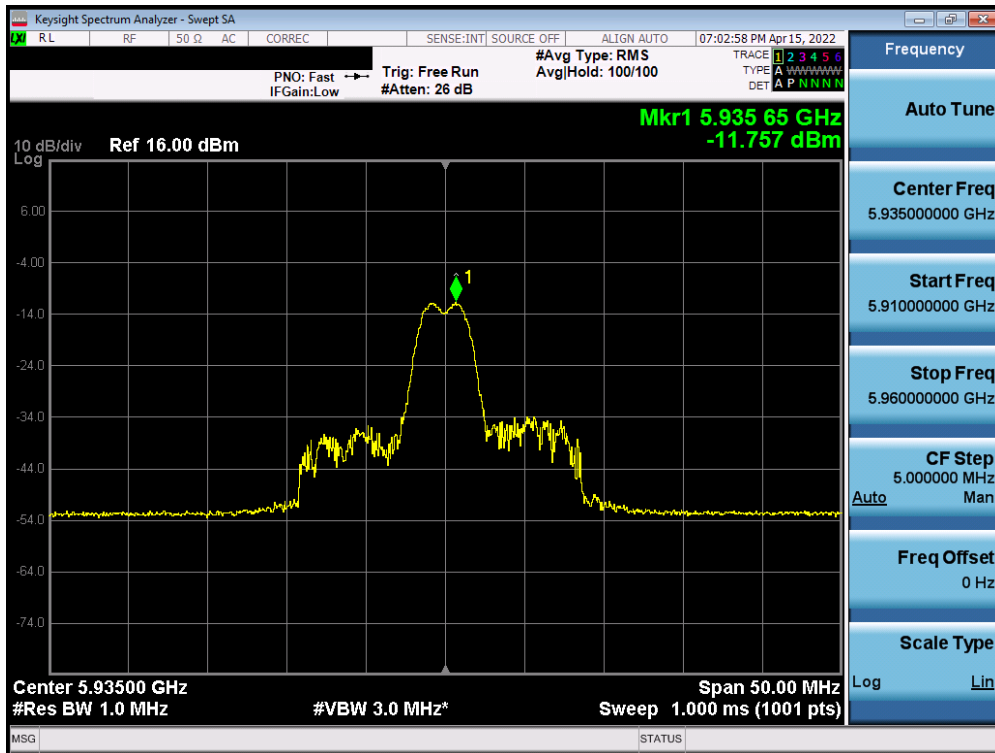 Keysight Spectrum Analyzer - Swept SA
LXI RL RF 50 Ω AC CORREC SENSE:INT SOURCE OFF ALIGN AUTO 07:02:58 PM Apr 15, 2022
PNO: Fast
IFGain:Low
Trig: Free Run
#Atten: 26 dB
#Avg Type: RMS
Avg|Hold: 100/100
TRACE 1 2 3 4 5 6
TYPE A WWWWW
DET A P N N N N
Mkr1 5.935 65 GHz
-11.757 dBm
10 dB/div
Log
Ref 16.00 dBm
6.00
-4.00
-14.0
-24.0
-34.0
-44.0
-54.0
-64.0
-74.0
1
Center 5.93500 GHz
#Res BW 1.0 MHz
#VBW 3.0 MHz*
Span 50.00 MHz
Sweep 1.000 ms (1001 pts)
Frequency
Auto Tune
Center Freq
5.935000000 GHz
Start Freq
5.910000000 GHz
Stop Freq
5.960000000 GHz
CF Step
5.000000 MHz
Auto Man
Freq Offset
0 Hz
Scale Type
Log Lin
MSG
STATUS